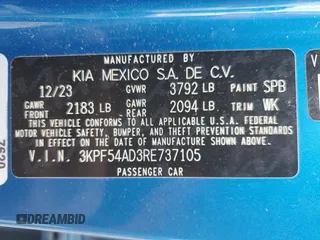 MANUFACTURED BY
KIA MEXICO S.A. DE C.V.
12/23 GVWR 3792 LB PAINT SPB
GAWR FRONT 2183 LB GAWR 2094 LB TRIM WK
THIS VEHICLE CONFORMS TO ALL APPLICABLE U.S. FEDERAL
MOTOR VEHICLE SAFETY, BUMPER, AND THEFT PREVENTION
STANDARDS IN EFFECT ON THE DATE OF MANUFACTURE SHOWN ABOVE.
V.I.N. 3KPF54AD3RE737105
PASSENGER CAR